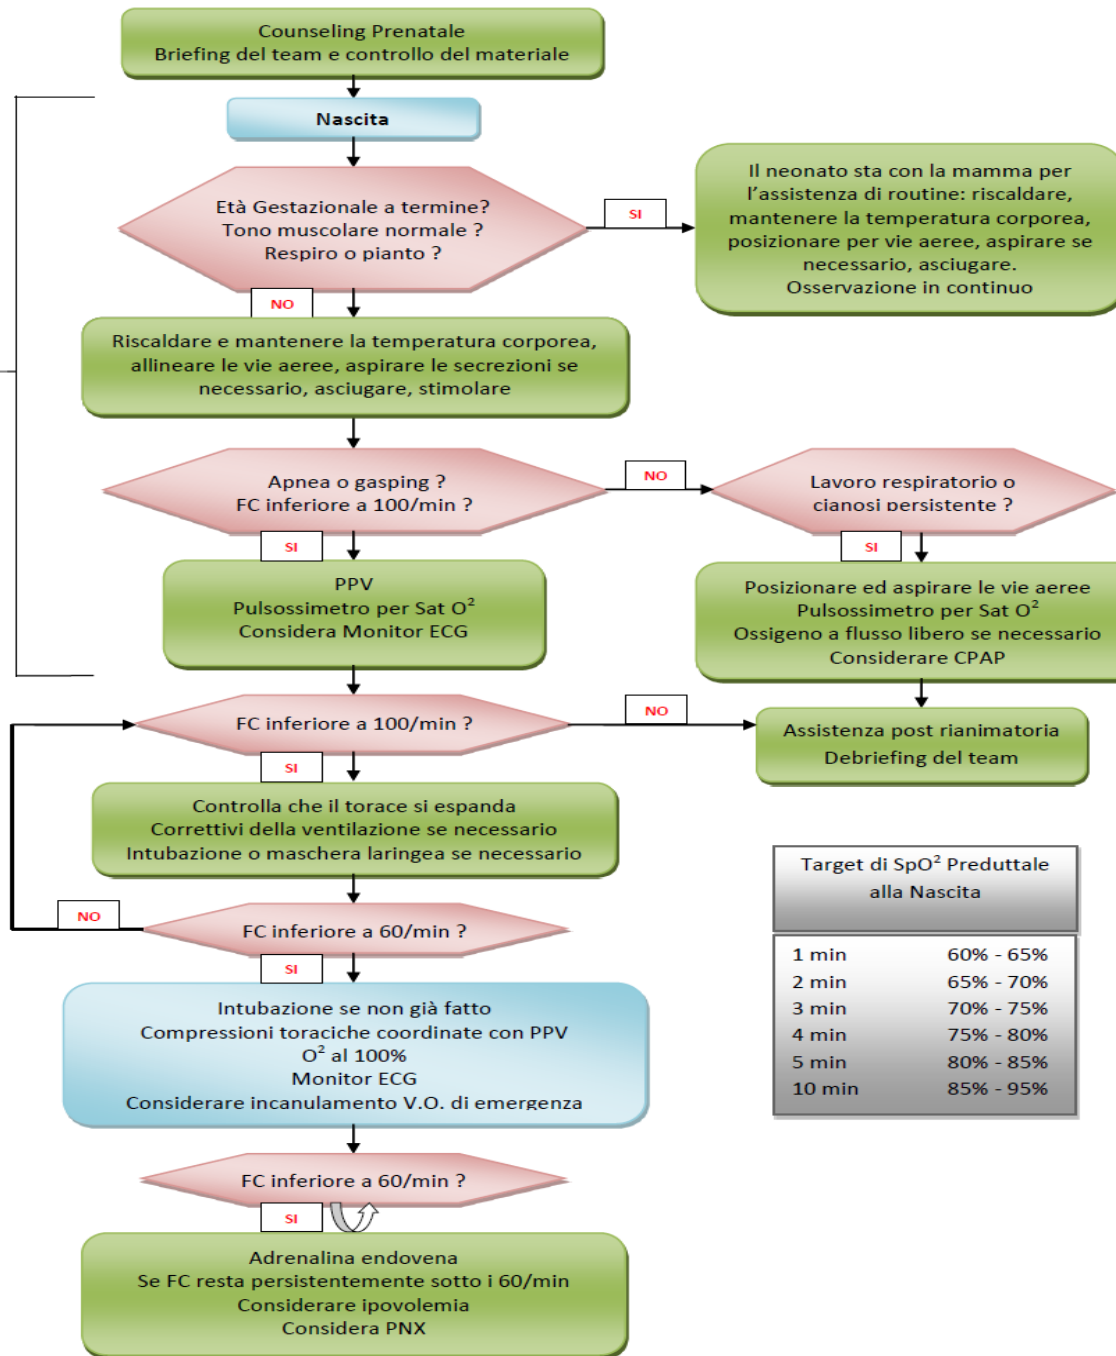 Counseling Prenatale
Briefing del team e controllo del materiale
Nascita
Età Gestazionale a termine?
Tono muscolare normale ?
Respiro o pianto ?
SI
Il neonato sta con la mamma per
l'assistenza di routine: riscaldare,
mantenere la temperatura corporea,
posizionare per vie aeree, aspirare se
necessario, asciugare.
Osservazione in continuo
NO
Riscaldare e mantenere la temperatura corporea,
allineare le vie aeree, aspirare le secrezioni se
necessario, asciugare, stimolare
Apnea o gasping ?
FC inferiore a 100/min ?
NO
Lavoro respiratorio o
cianosi persistente ?
SI
PPV
Pulsossimetro per Sat O²
Considera Monitor ECG
SI
Posizionare ed aspirare le vie aeree
Pulsossimetro per Sat O²
Ossigeno a flusso libero se necessario
Considerare CPAP
FC inferiore a 100/min ?
NO
Assistenza post rianimatoria
Debriefing del team
SI
Controlla che il torace si espanda
Correttivi della ventilazione se necessario
Intubazione o maschera laringea se necessario
NO
FC inferiore a 60/min ?
SI
Intubazione se non già fatto
Compressioni toraciche coordinate con PPV
O² al 100%
Monitor ECG
Considerare incanulamento V.O. di emergenza
FC inferiore a 60/min ?
SI
Adrenalina endovena
Se FC resta persistentemente sotto i 60/min
Considerare ipovolemia
Considera PNX
Target di SpO² Preduttale
alla Nascita
1 min 60% - 65%
2 min 65% - 70%
3 min 70% - 75%
4 min 75% - 80%
5 min 80% - 85%
10 min 85% - 95%